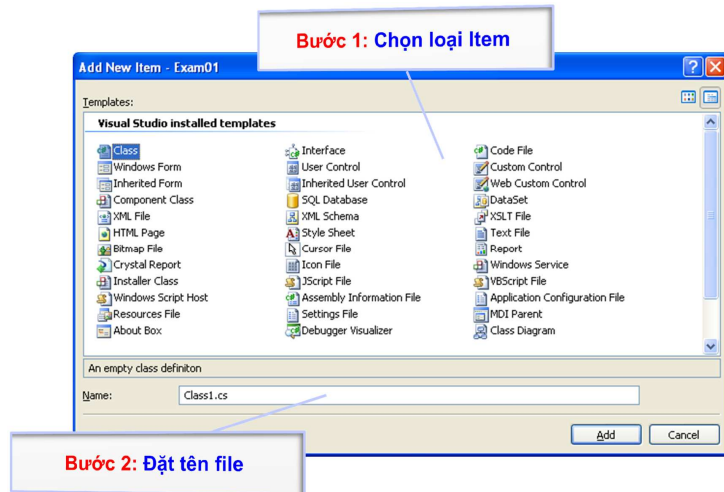 Bước 1: Chọn loại Item
Add New Item - Exam01
Templates:
Visual Studio installed templates
Class
Interface
Code File
Windows Form
User Control
Custom Control
Inherited Form
Inherited User Control
Web Custom Control
Component Class
SQL Database
DataSet
XML File
XML Schema
XSLT File
HTML Page
Style Sheet
Text File
Bitmap File
Cursor File
Report
Crystal Report
Icon File
Windows Service
Installer Class
JScript File
VBScript File
Windows Script Host
Assembly Information File
Application Configuration File
Resources File
Settings File
MDI Parent
About Box
Debugger Visualizer
Class Diagram
An empty class definiton
Name: Class1.cs
Add Cancel
Bước 2: Đặt tên file